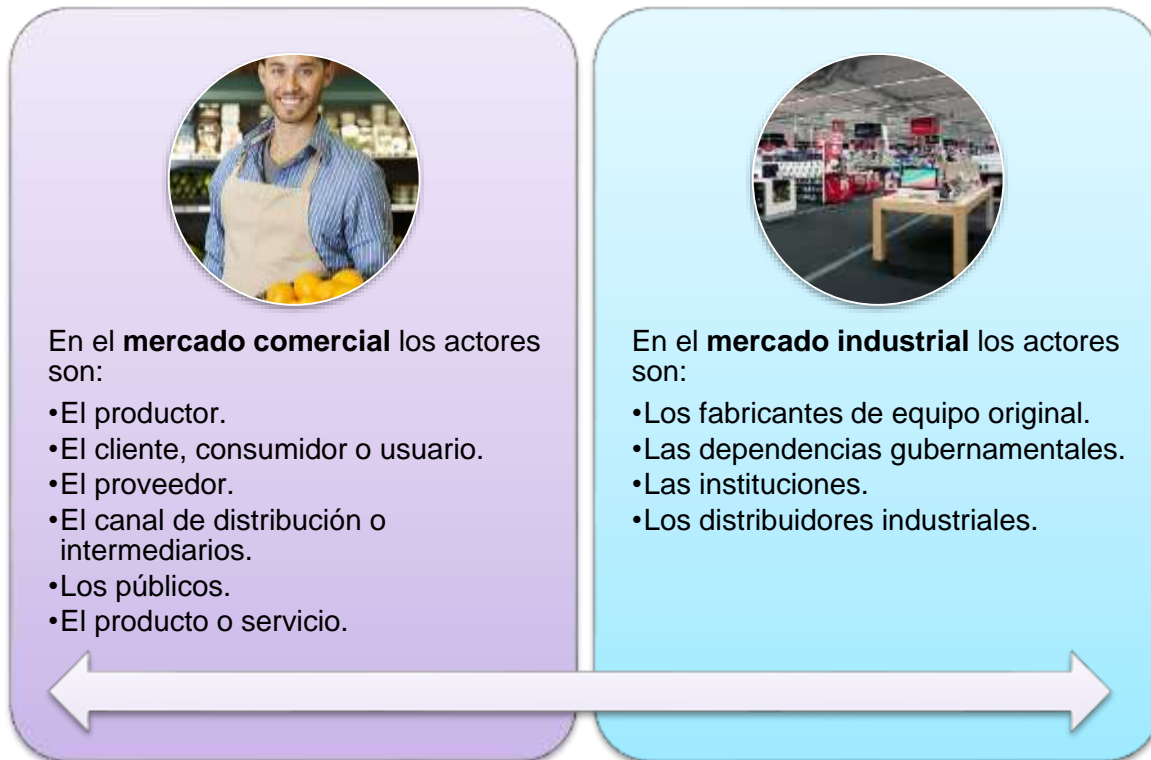 En el mercado comercial los actores
son:
•El productor.
•El cliente, consumidor o usuario.
•El proveedor.
•El canal de distribución o
intermediarios.
•Los públicos.
•El producto o servicio.
En el mercado industrial los actores
son:
•Los fabricantes de equipo original.
•Las dependencias gubernamentales.
•Las instituciones.
•Los distribuidores industriales.